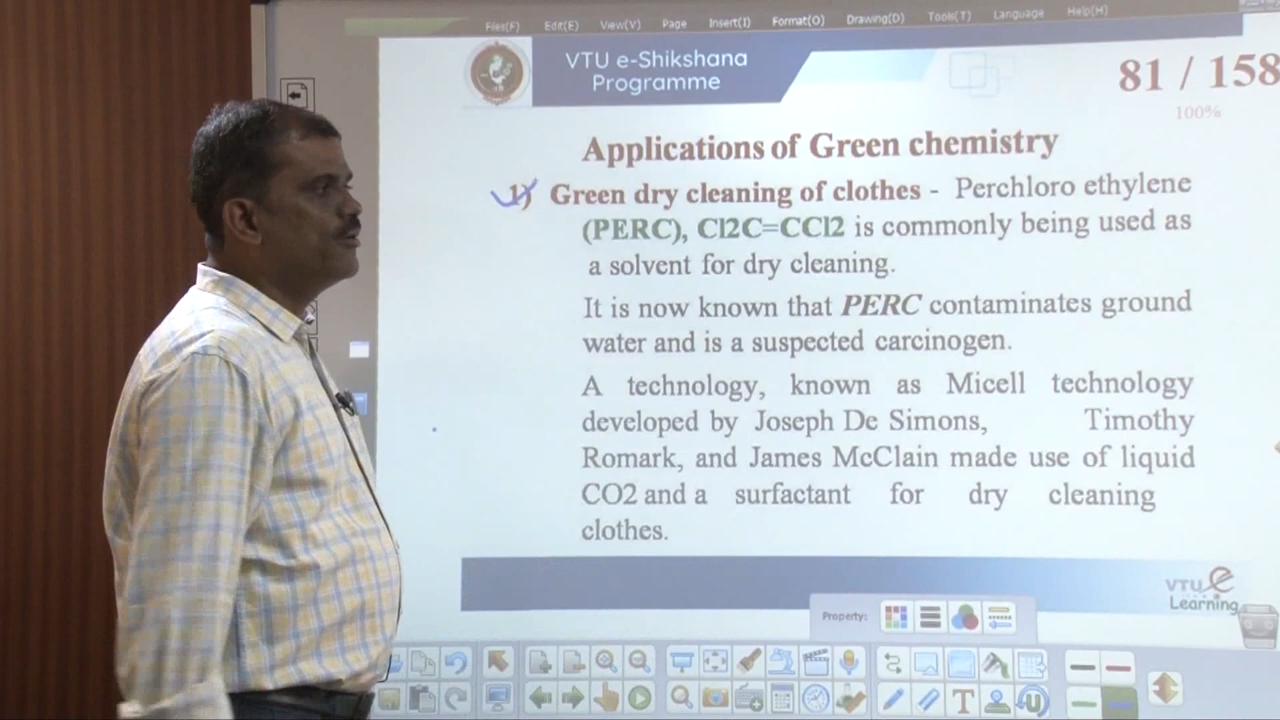 Files(F) Edit(E) View(V) Page Insert(I) Format(O) Drawing(D) Tools(T) Language Help(H)
VTU e-Shikshana
Programme
81 / 158
100%
Applications of Green chemistry
1) Green dry cleaning of clothes - Perchloro ethylene
(PERC), Cl2C=CCl2 is commonly being used as
a solvent for dry cleaning.
It is now known that PERC contaminates ground
water and is a suspected carcinogen.
A technology, known as Micell technology
developed by Joseph De Simons, Timothy
Romark, and James McClain made use of liquid
CO2 and a surfactant for dry cleaning
clothes.
VTU e
Learning
Property: